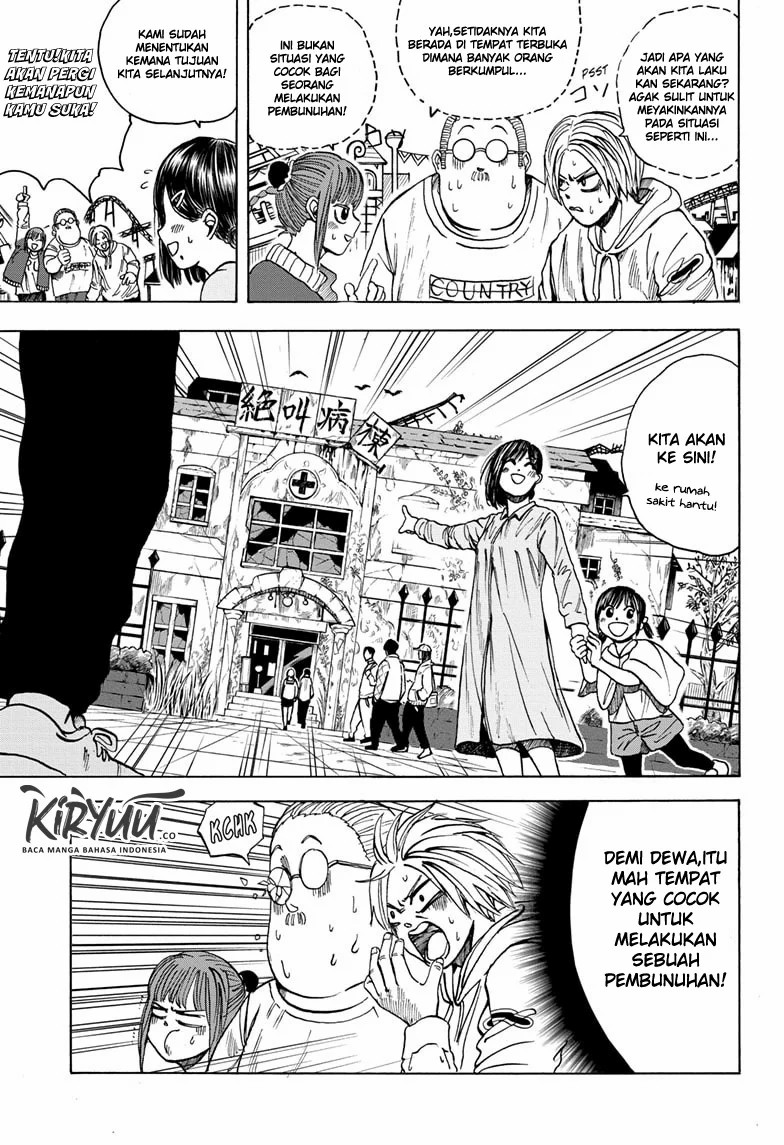 JADI APA YANG
AKAN KITA LAKU
KAN SEKARANG?
AGAK SULIT UNTUK
MEYAKINKANNYA
PADA SITUASI
SEPERTI INI...
PSST
YAH,SETIDAKNYA KITA
BERADA DI TEMPAT TERBUKA
DIMANA BANYAK ORANG
BERKUMPUL...
INI BUKAN
SITUASI YANG
COCOK BAGI
SEORANG
MELAKUKAN
PEMBUNUHAN!
COUNTRY
KAMI SUDAH
MENENTUKAN
KEMANA TUJUAN
KITA SELANJUTNYA!
TENTU!KITA
AKAN PERGI
KEMANAPUN
KAMU SUKA!
KITA AKAN
KE SINI!
ke rumah
sakit hantu!
絶叫病棟
DEMI DEWA,ITU
MAH TEMPAT
YANG COCOK
UNTUK
MELAKUKAN
SEBUAH
PEMBUNUHAN!
KGHK
KIRYUU.CO
BACA MANGA BAHASA INDONESIA